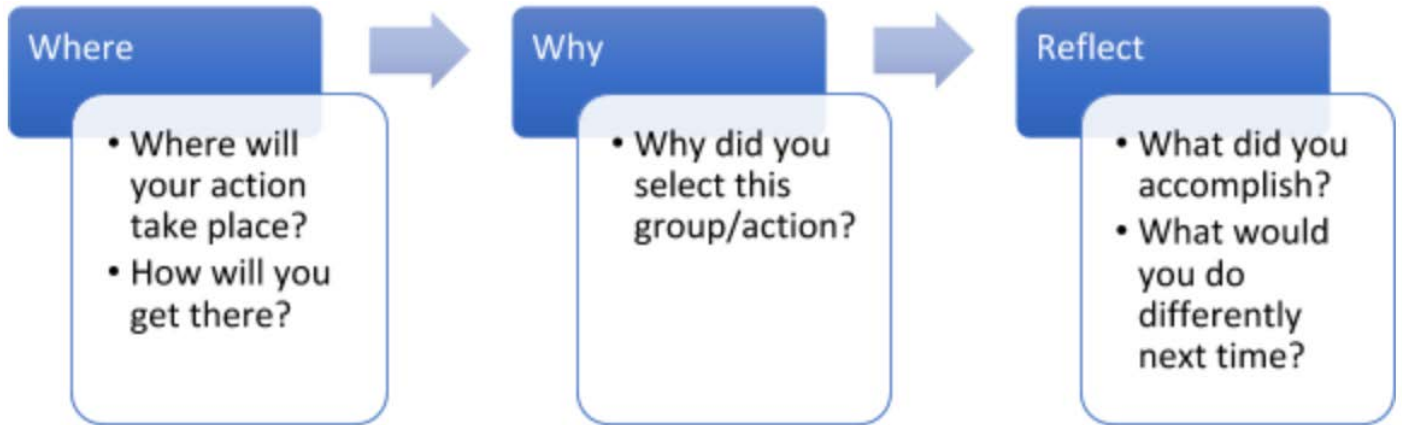 Where
• Where will
your action
take place?
• How will you
get there?
Why
• Why did you
select this
group/action?
Reflect
• What did you
accomplish?
• What would
you do
differently
next time?